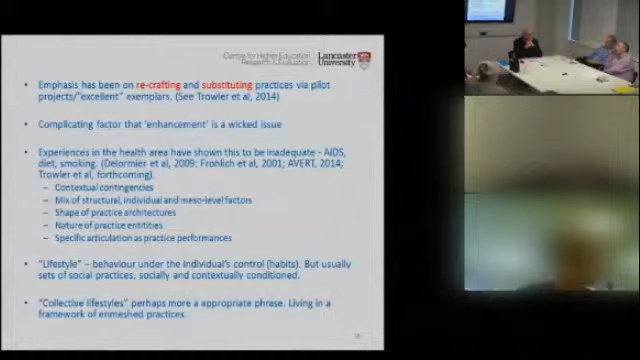 Centre for Higher Education
Research & Evaluation
Lancaster
University
• Emphasis has been on re-crafting and substituting practices via pilot
projects/"excellent" exemplars. (See Trowler et al, 2014)
• Complicating factor that 'enhancement' is a wicked issue
• Experiences in the health area have shown this to be inadequate - AIDS,
diet, smoking. (Delormier et al, 2009; Frohlich et al, 2001; AVERT, 2014;
Trowler et al, forthcoming)
– Contextual contingencies
– Mix of structural, individual and meso-level factors
– Shape of practice architectures
– Nature of practice entitities
– Specific articulation as practice performances
• "Lifestyle" – behaviour under the individual's control (habits). But usually
sets of social practices, socially and contextually conditioned.
• "Collective lifestyles" perhaps more a appropriate phrase. Living in a
framework of enmeshed practices.